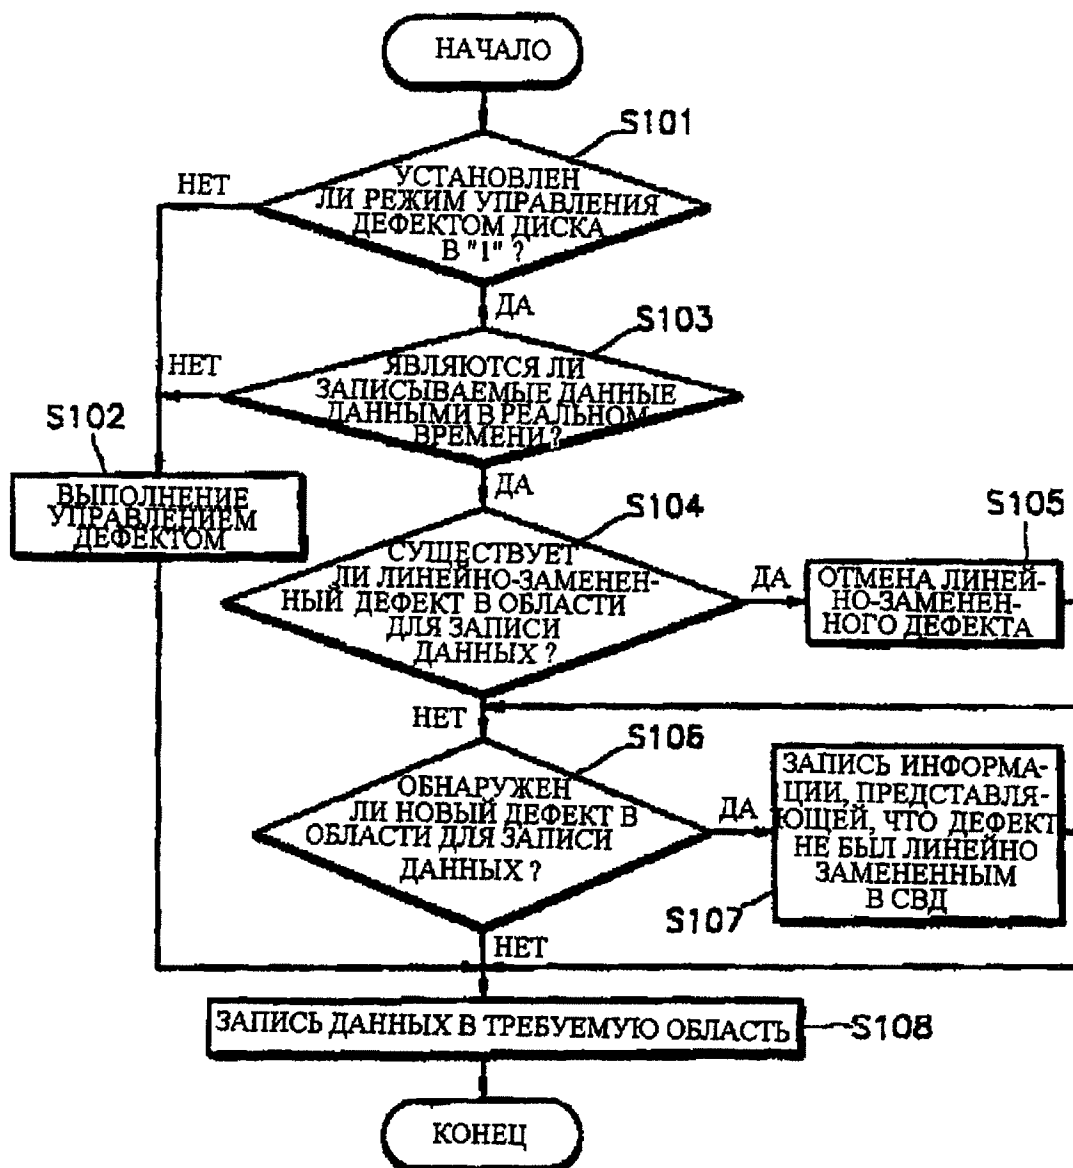 НАЧАЛО
S101
НЕТ
УСТАНОВЛЕН
ЛИ РЕЖИМ УПРАВЛЕНИЯ
ДЕФЕКТОМ ДИСКА
В "1" ?
ДА
S103
НЕТ
ЯВЛЯЮТСЯ ЛИ
ЗАПИСЫВАЕМЫЕ ДАННЫЕ
ДАННЫМИ В РЕАЛЬНОМ
ВРЕМЕНИ ?
S102
ВЫПОЛНЕНИЕ
УПРАВЛЕНИЕМ
ДЕФЕКТОМ
ДА
S104
СУЩЕСТВУЕТ
ЛИ ЛИНЕЙНО-ЗАМЕНЕН-
НЫЙ ДЕФЕКТ В ОБЛАСТИ
ДЛЯ ЗАПИСИ
ДАННЫХ ?
ДА
S105
ОТМЕНА ЛИНЕЙ-
НО-ЗАМЕНЕН-
НОГО ДЕФЕКТА
НЕТ
S106
ОБНАРУЖЕН
ЛИ НОВЫЙ ДЕФЕКТ В
ОБЛАСТИ ДЛЯ ЗАПИСИ
ДАННЫХ ?
ДА
ЗАПИСЬ ИНФОРМА-
ЦИИ, ПРЕДСТАВЛЯ-
ЮЩЕЙ, ЧТО ДЕФЕКТ
НЕ БЫЛ ЛИНЕЙНО
ЗАМЕНЕННЫМ
В СВД
S107
НЕТ
ЗАПИСЬ ДАННЫХ В ТРЕБУЕМУЮ ОБЛАСТЬ
S108
КОНЕЦ